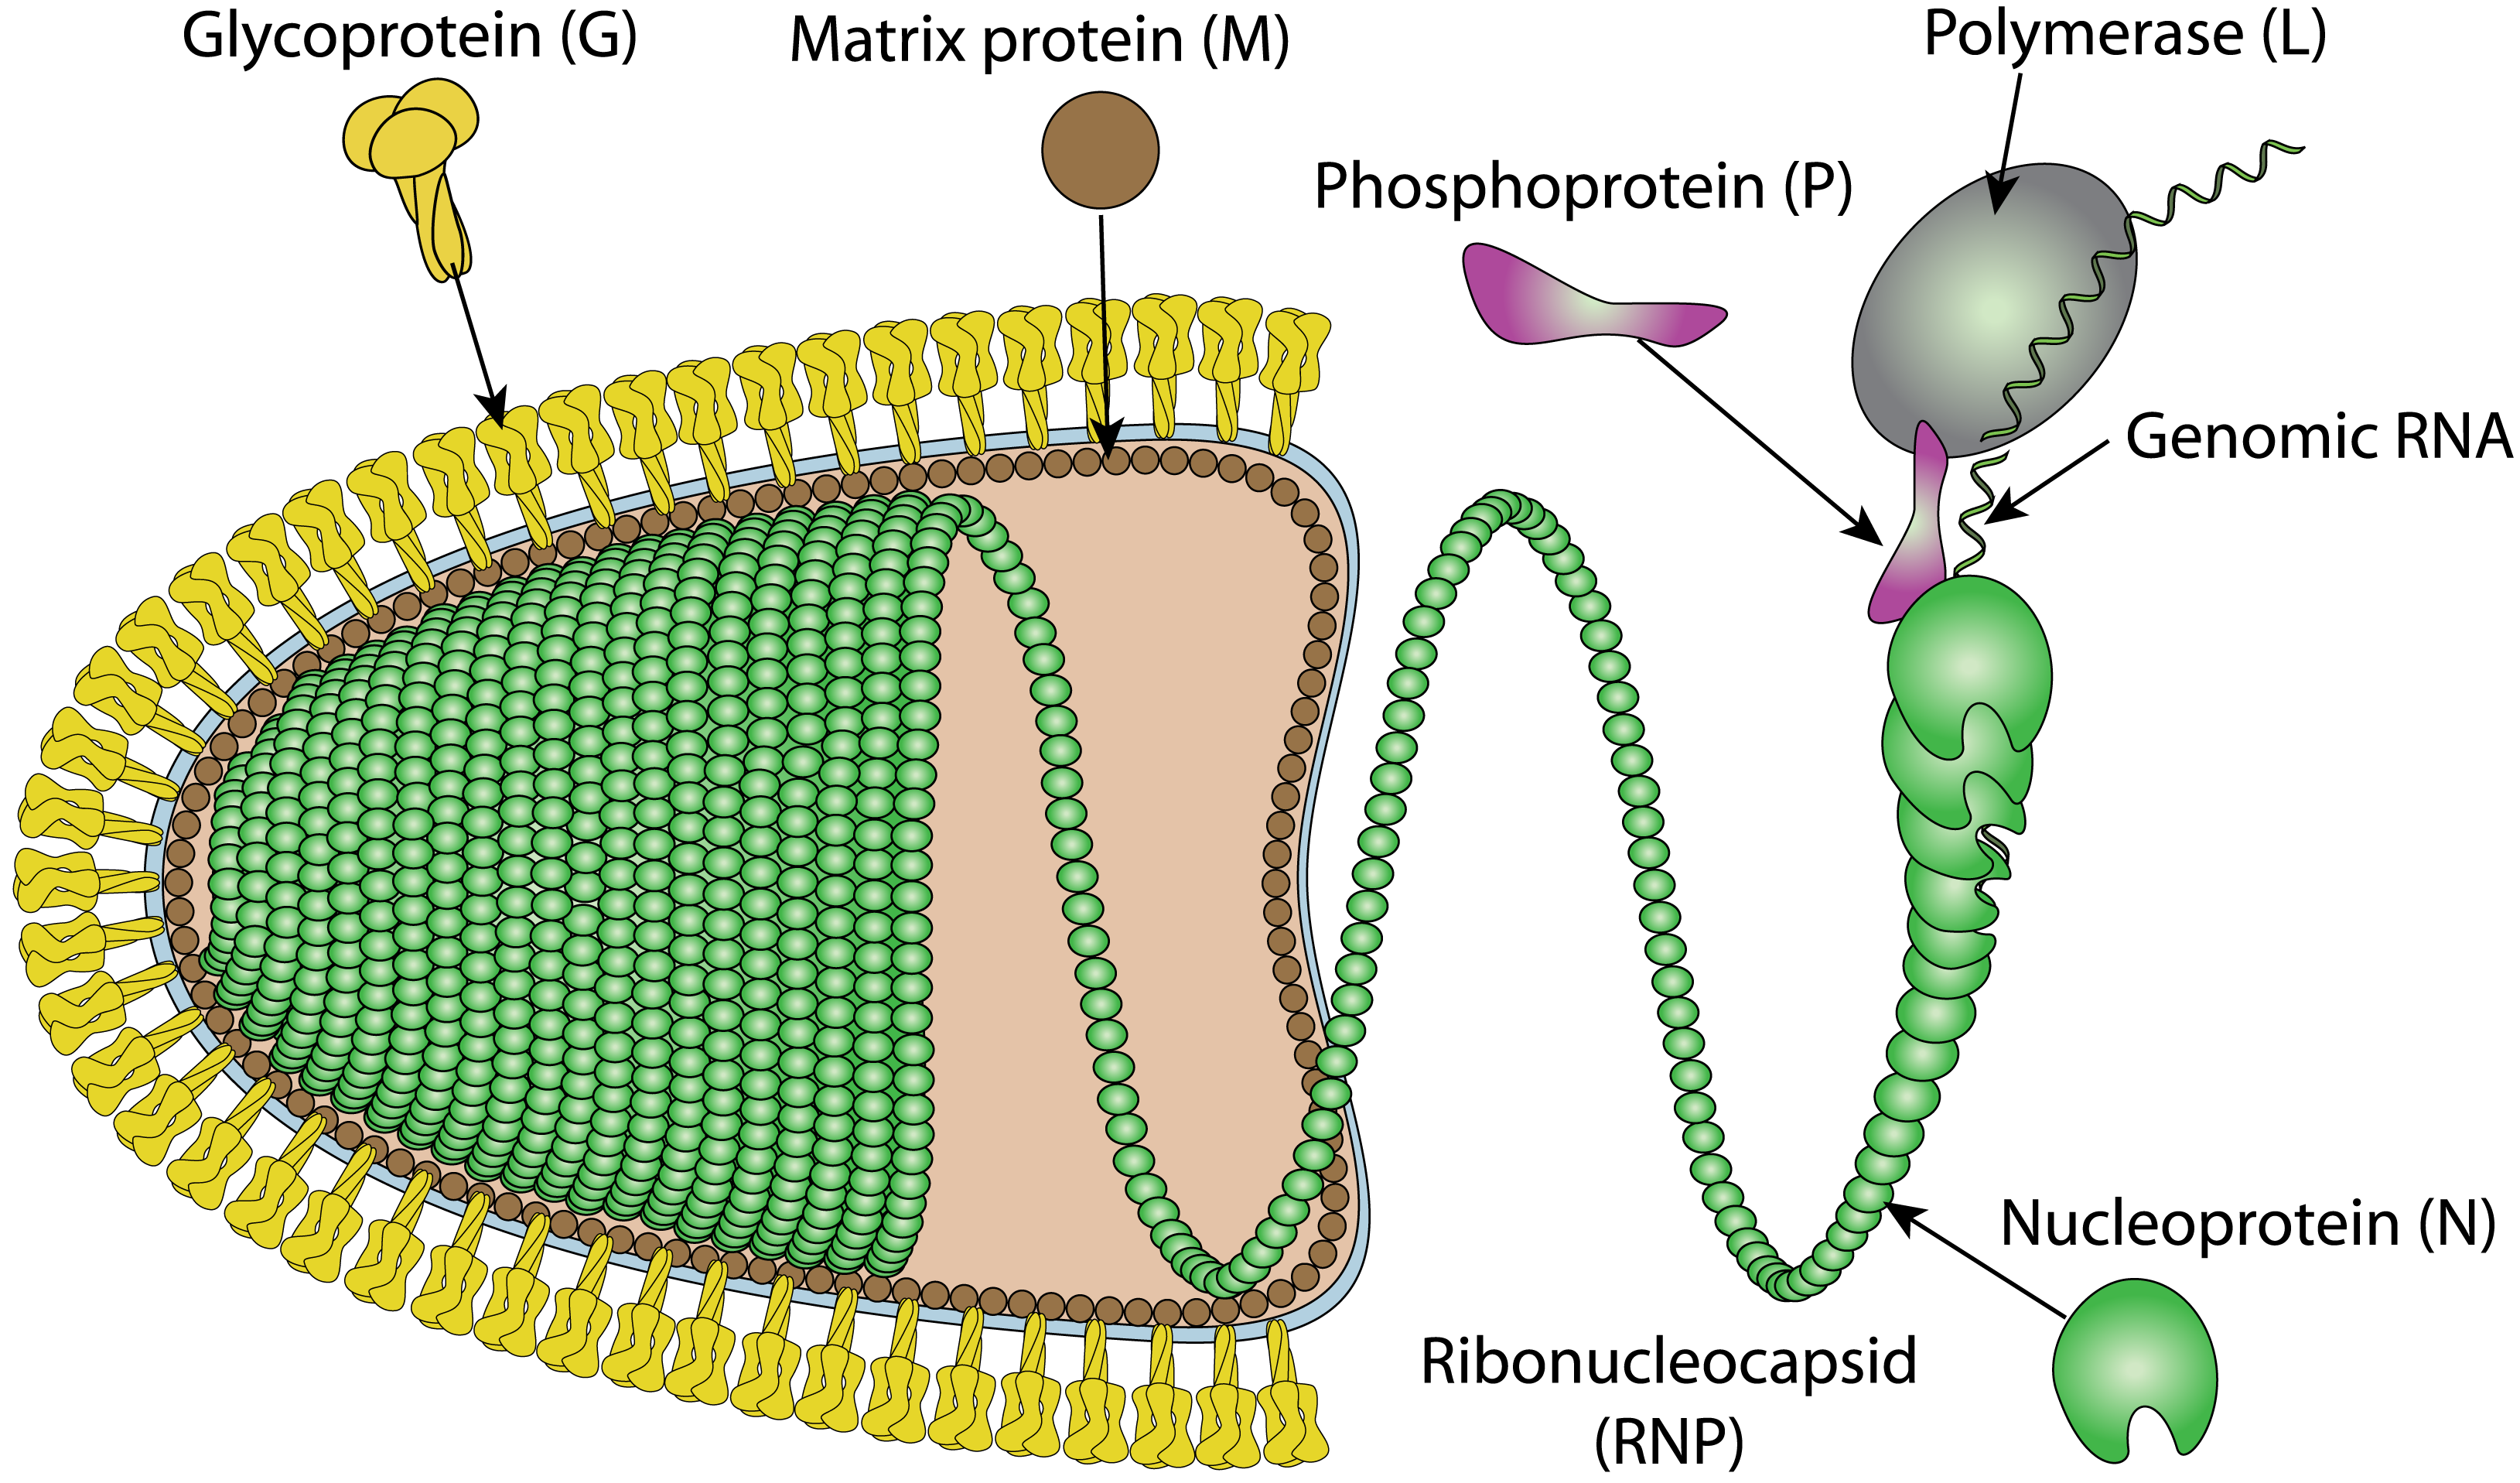 Glycoprotein (G)
Matrix protein (M)
Polymerase (L)
Phosphoprotein (P)
Genomic RNA
Nucleoprotein (N)
Ribonucleocapsid
(RNP)